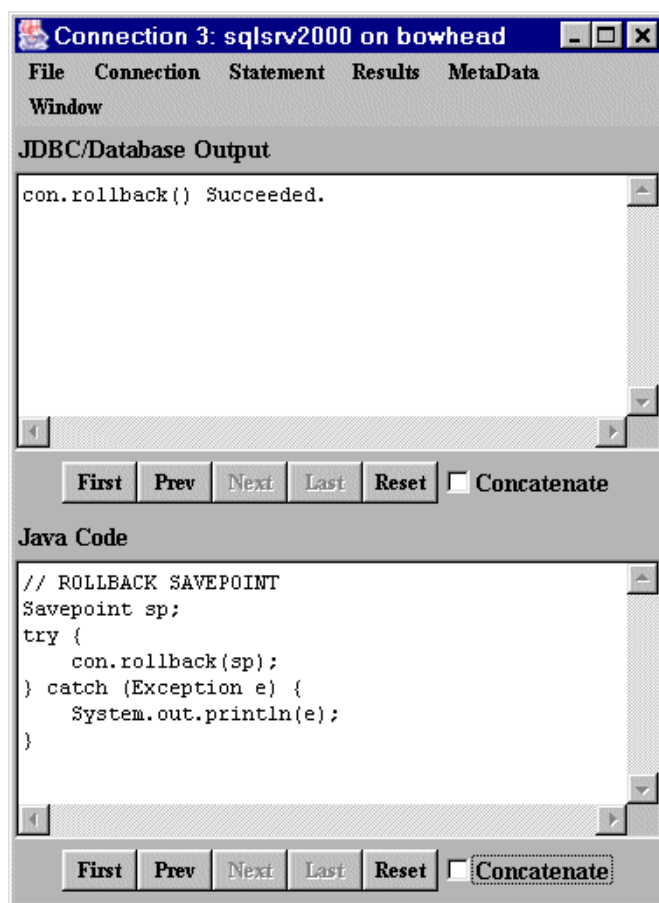 Connection 3: sqlsrv2000 on bowhead
File Connection Statement Results MetaData
Window
JDBC/Database Output
con.rollback() Succeeded.
First Prev Next Last Reset Concatenate
Java Code
// ROLLBACK SAVEPOINT
Savepoint sp;
try {
    con.rollback(sp);
} catch (Exception e) {
    System.out.println(e);
}
First Prev Next Last Reset Concatenate